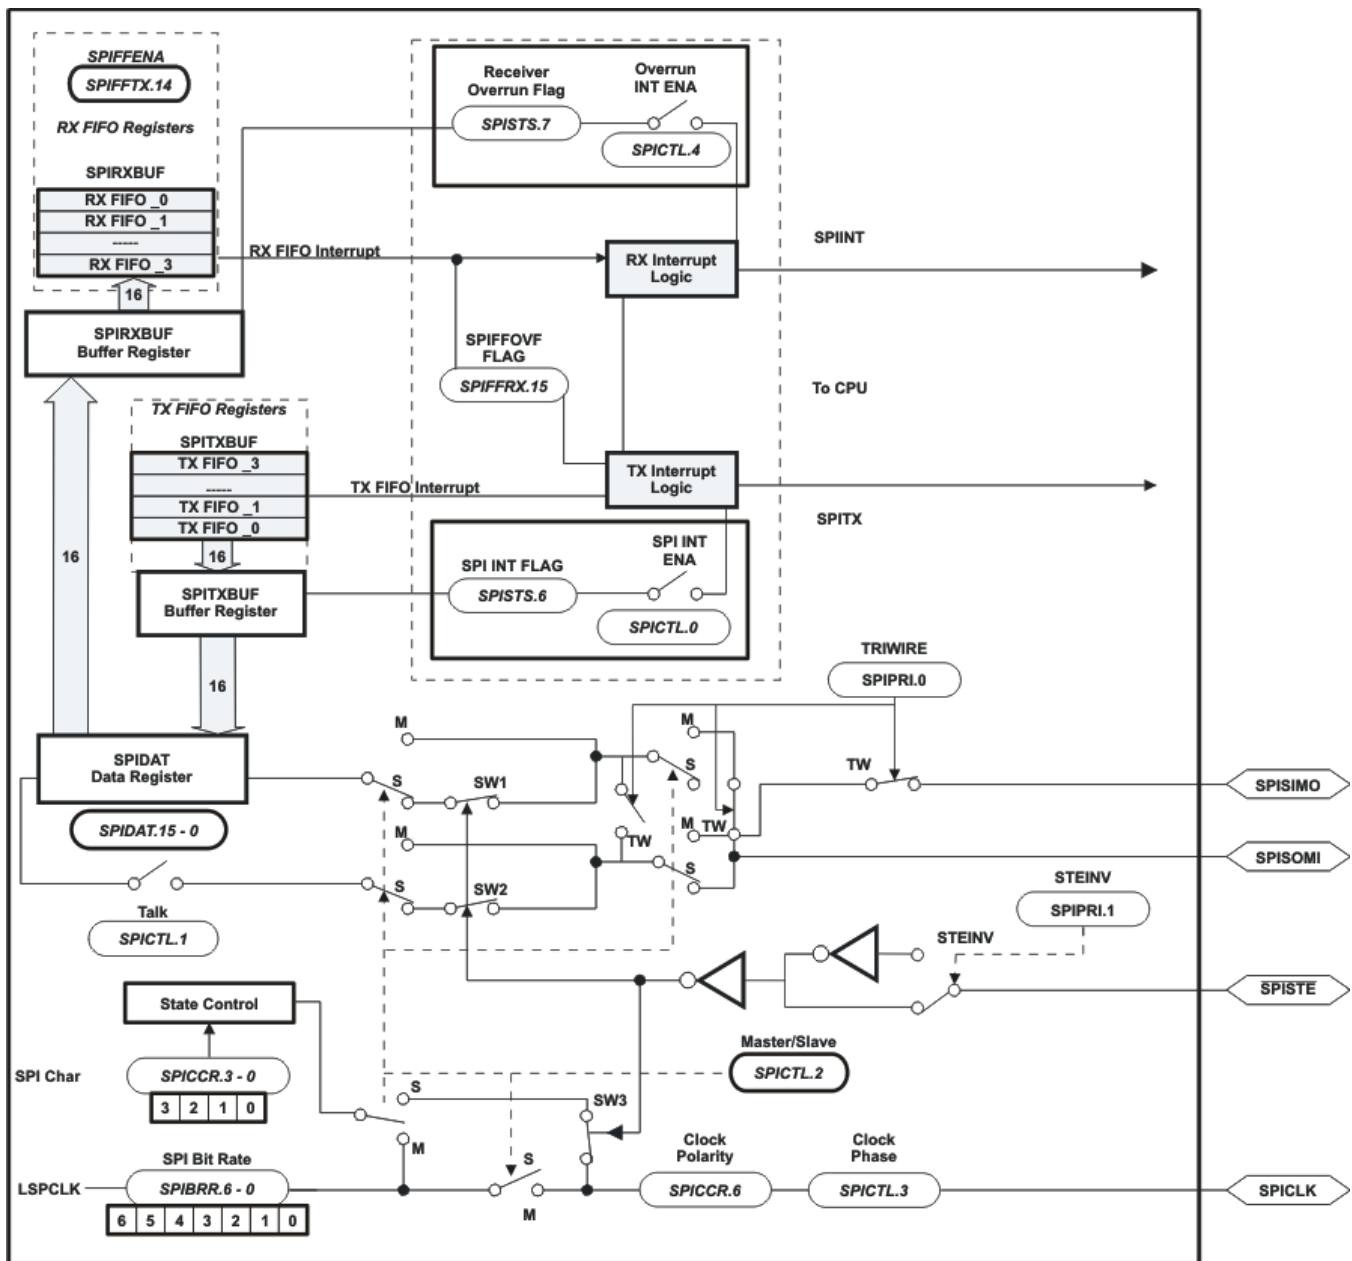 SPIFFENA
SPIFFTX.14
RX FIFO Registers
SPIRXBUF
RX FIFO _0
RX FIFO _1
-----
RX FIFO _3
16
SPIRXBUF
Buffer Register
RX FIFO Interrupt
Receiver
Overrun Flag
SPISTS.7
Overrun
INT ENA
SPICTL.4
RX Interrupt
Logic
SPIINT
SPIFFOVF
FLAG
SPIFFRX.15
To CPU
TX FIFO Registers
SPITXBUF
TX FIFO _3
-----
TX FIFO _1
TX FIFO _0
16
16
TX FIFO Interrupt
TX Interrupt
Logic
SPITX
SPITXBUF
Buffer Register
16
SPI INT FLAG
SPISTS.6
SPI INT
ENA
SPICTL.0
TRIWIRE
SPIPRI.0
SPIDAT
Data Register
SPIDAT.15 - 0
M
S
SW1
M
S
TW
SPISIMO
M
S
SW2
TW
M
TW
S
SPISOMI
Talk
SPICTL.1
STEINV
SPIPRI.1
STEINV
SPISTE
State Control
Master/Slave
SPICTL.2
SPI Char
SPICCR.3 - 0
3 2 1 0
S
M
SW3
SPI Bit Rate
LSPCLK
SPIBRR.6 - 0
6 5 4 3 2 1 0
S
M
Clock
Polarity
SPICCR.6
Clock
Phase
SPICTL.3
SPICLK